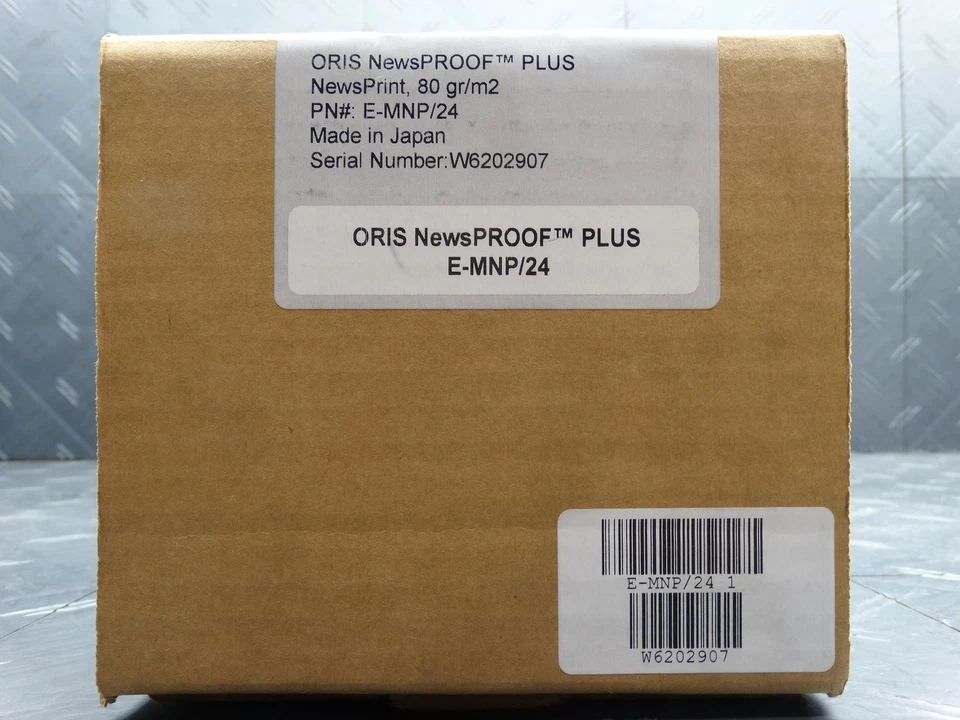 ORIS NewsPROOF™ PLUS
NewsPrint, 80 gr/m2
PN#: E-MNP/24
Made in Japan
Serial Number:W6202907
ORIS NewsPROOF™ PLUS
E-MNP/24
E-MNP/24 1
W6202907